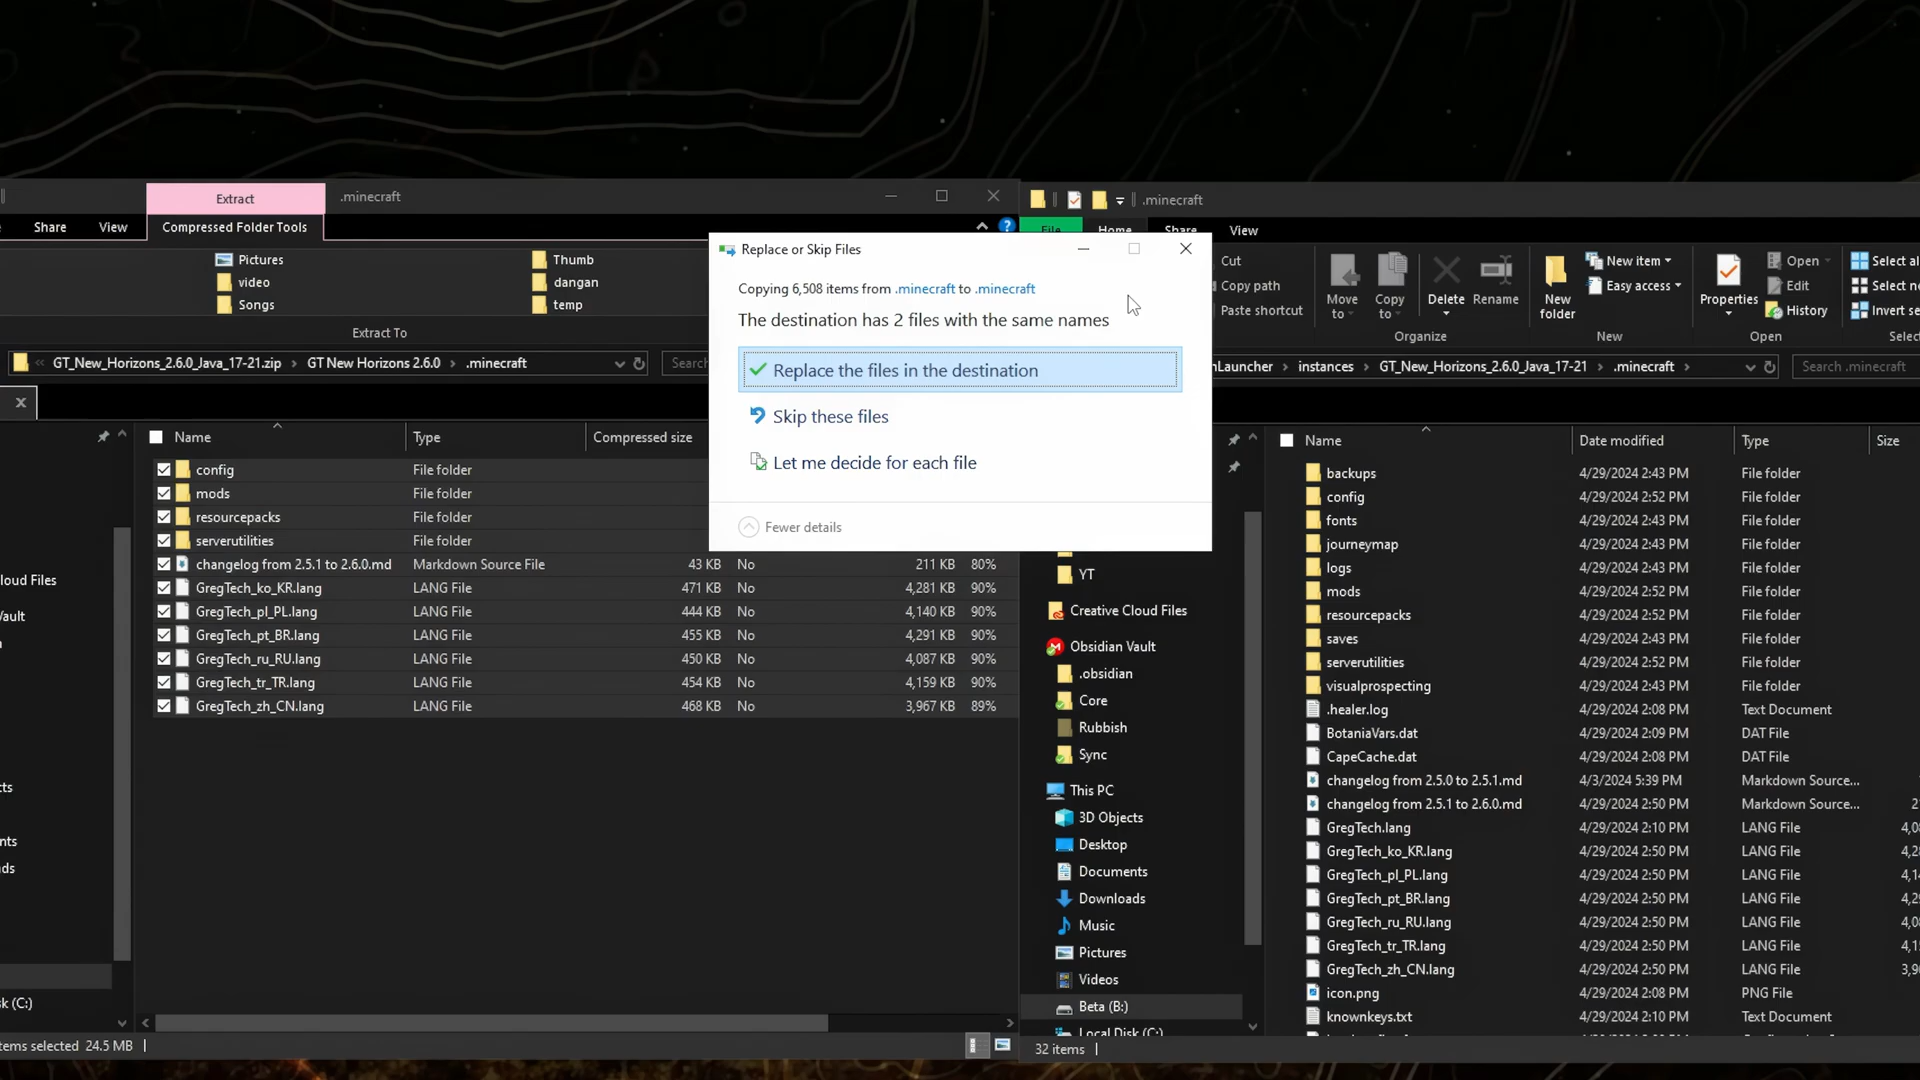 Extract
.minecraft
Share
View
Compressed Folder Tools
Pictures
Thumb
video
dangan
Songs
temp
Extract To
GT_New_Horizons_2.6.0_Java_17-21.zip
GT New Horizons 2.6.0
.minecraft
Name
Type
Compressed size
config
File folder
mods
File folder
resourcepacks
File folder
serverutilities
File folder
changelog from 2.5.1 to 2.6.0.md
Markdown Source File
43 KB
No
211 KB
80%
GregTech_ko_KR.lang
LANG File
471 KB
No
4,281 KB
90%
GregTech_pl_PL.lang
LANG File
444 KB
No
4,140 KB
90%
GregTech_pt_BR.lang
LANG File
455 KB
No
4,291 KB
90%
GregTech_ru_RU.lang
LANG File
450 KB
No
4,087 KB
90%
GregTech_tr_TR.lang
LANG File
454 KB
No
4,159 KB
90%
GregTech_zh_CN.lang
LANG File
468 KB
No
3,967 KB
89%
loud Files
k (C:)
tems selected
24.5 MB
Replace or Skip Files
Copying 6,508 items from .minecraft to .minecraft
The destination has 2 files with the same names
Replace the files in the destination
Skip these files
Let me decide for each file
Fewer details
.minecraft
Home
Share
View
Cut
Copy path
Paste shortcut
Move to
Copy to
Delete
Rename
Organize
New folder
New item
Easy access
New
Properties
Open
Edit
History
Open
Select al
Select no
Invert se
Selec
nLauncher
instances
GT_New_Horizons_2.6.0_Java_17-21
.minecraft
Search .minecraft
YT
Creative Cloud Files
Obsidian Vault
.obsidian
Core
Rubbish
Sync
This PC
3D Objects
Desktop
Documents
Downloads
Music
Pictures
Videos
Beta (B:)
Local Disk (C:)
Name
Date modified
Type
Size
backups
4/29/2024 2:43 PM
File folder
config
4/29/2024 2:52 PM
File folder
fonts
4/29/2024 2:43 PM
File folder
journeymap
4/29/2024 2:43 PM
File folder
logs
4/29/2024 2:43 PM
File folder
mods
4/29/2024 2:52 PM
File folder
resourcepacks
4/29/2024 2:52 PM
File folder
saves
4/29/2024 2:43 PM
File folder
serverutilities
4/29/2024 2:52 PM
File folder
visualprospecting
4/29/2024 2:43 PM
File folder
.healer.log
4/29/2024 2:08 PM
Text Document
BotaniaVars.dat
4/29/2024 2:09 PM
DAT File
CapeCache.dat
4/29/2024 2:08 PM
DAT File
changelog from 2.5.0 to 2.5.1.md
4/3/2024 5:39 PM
Markdown Source...
changelog from 2.5.1 to 2.6.0.md
4/29/2024 2:50 PM
Markdown Source...
GregTech.lang
4/29/2024 2:10 PM
LANG File
GregTech_ko_KR.lang
4/29/2024 2:50 PM
LANG File
GregTech_pl_PL.lang
4/29/2024 2:50 PM
LANG File
GregTech_pt_BR.lang
4/29/2024 2:50 PM
LANG File
GregTech_ru_RU.lang
4/29/2024 2:50 PM
LANG File
GregTech_tr_TR.lang
4/29/2024 2:50 PM
LANG File
GregTech_zh_CN.lang
4/29/2024 2:50 PM
LANG File
icon.png
4/29/2024 2:08 PM
PNG File
knownkeys.txt
4/29/2024 2:10 PM
Text Document
32 items